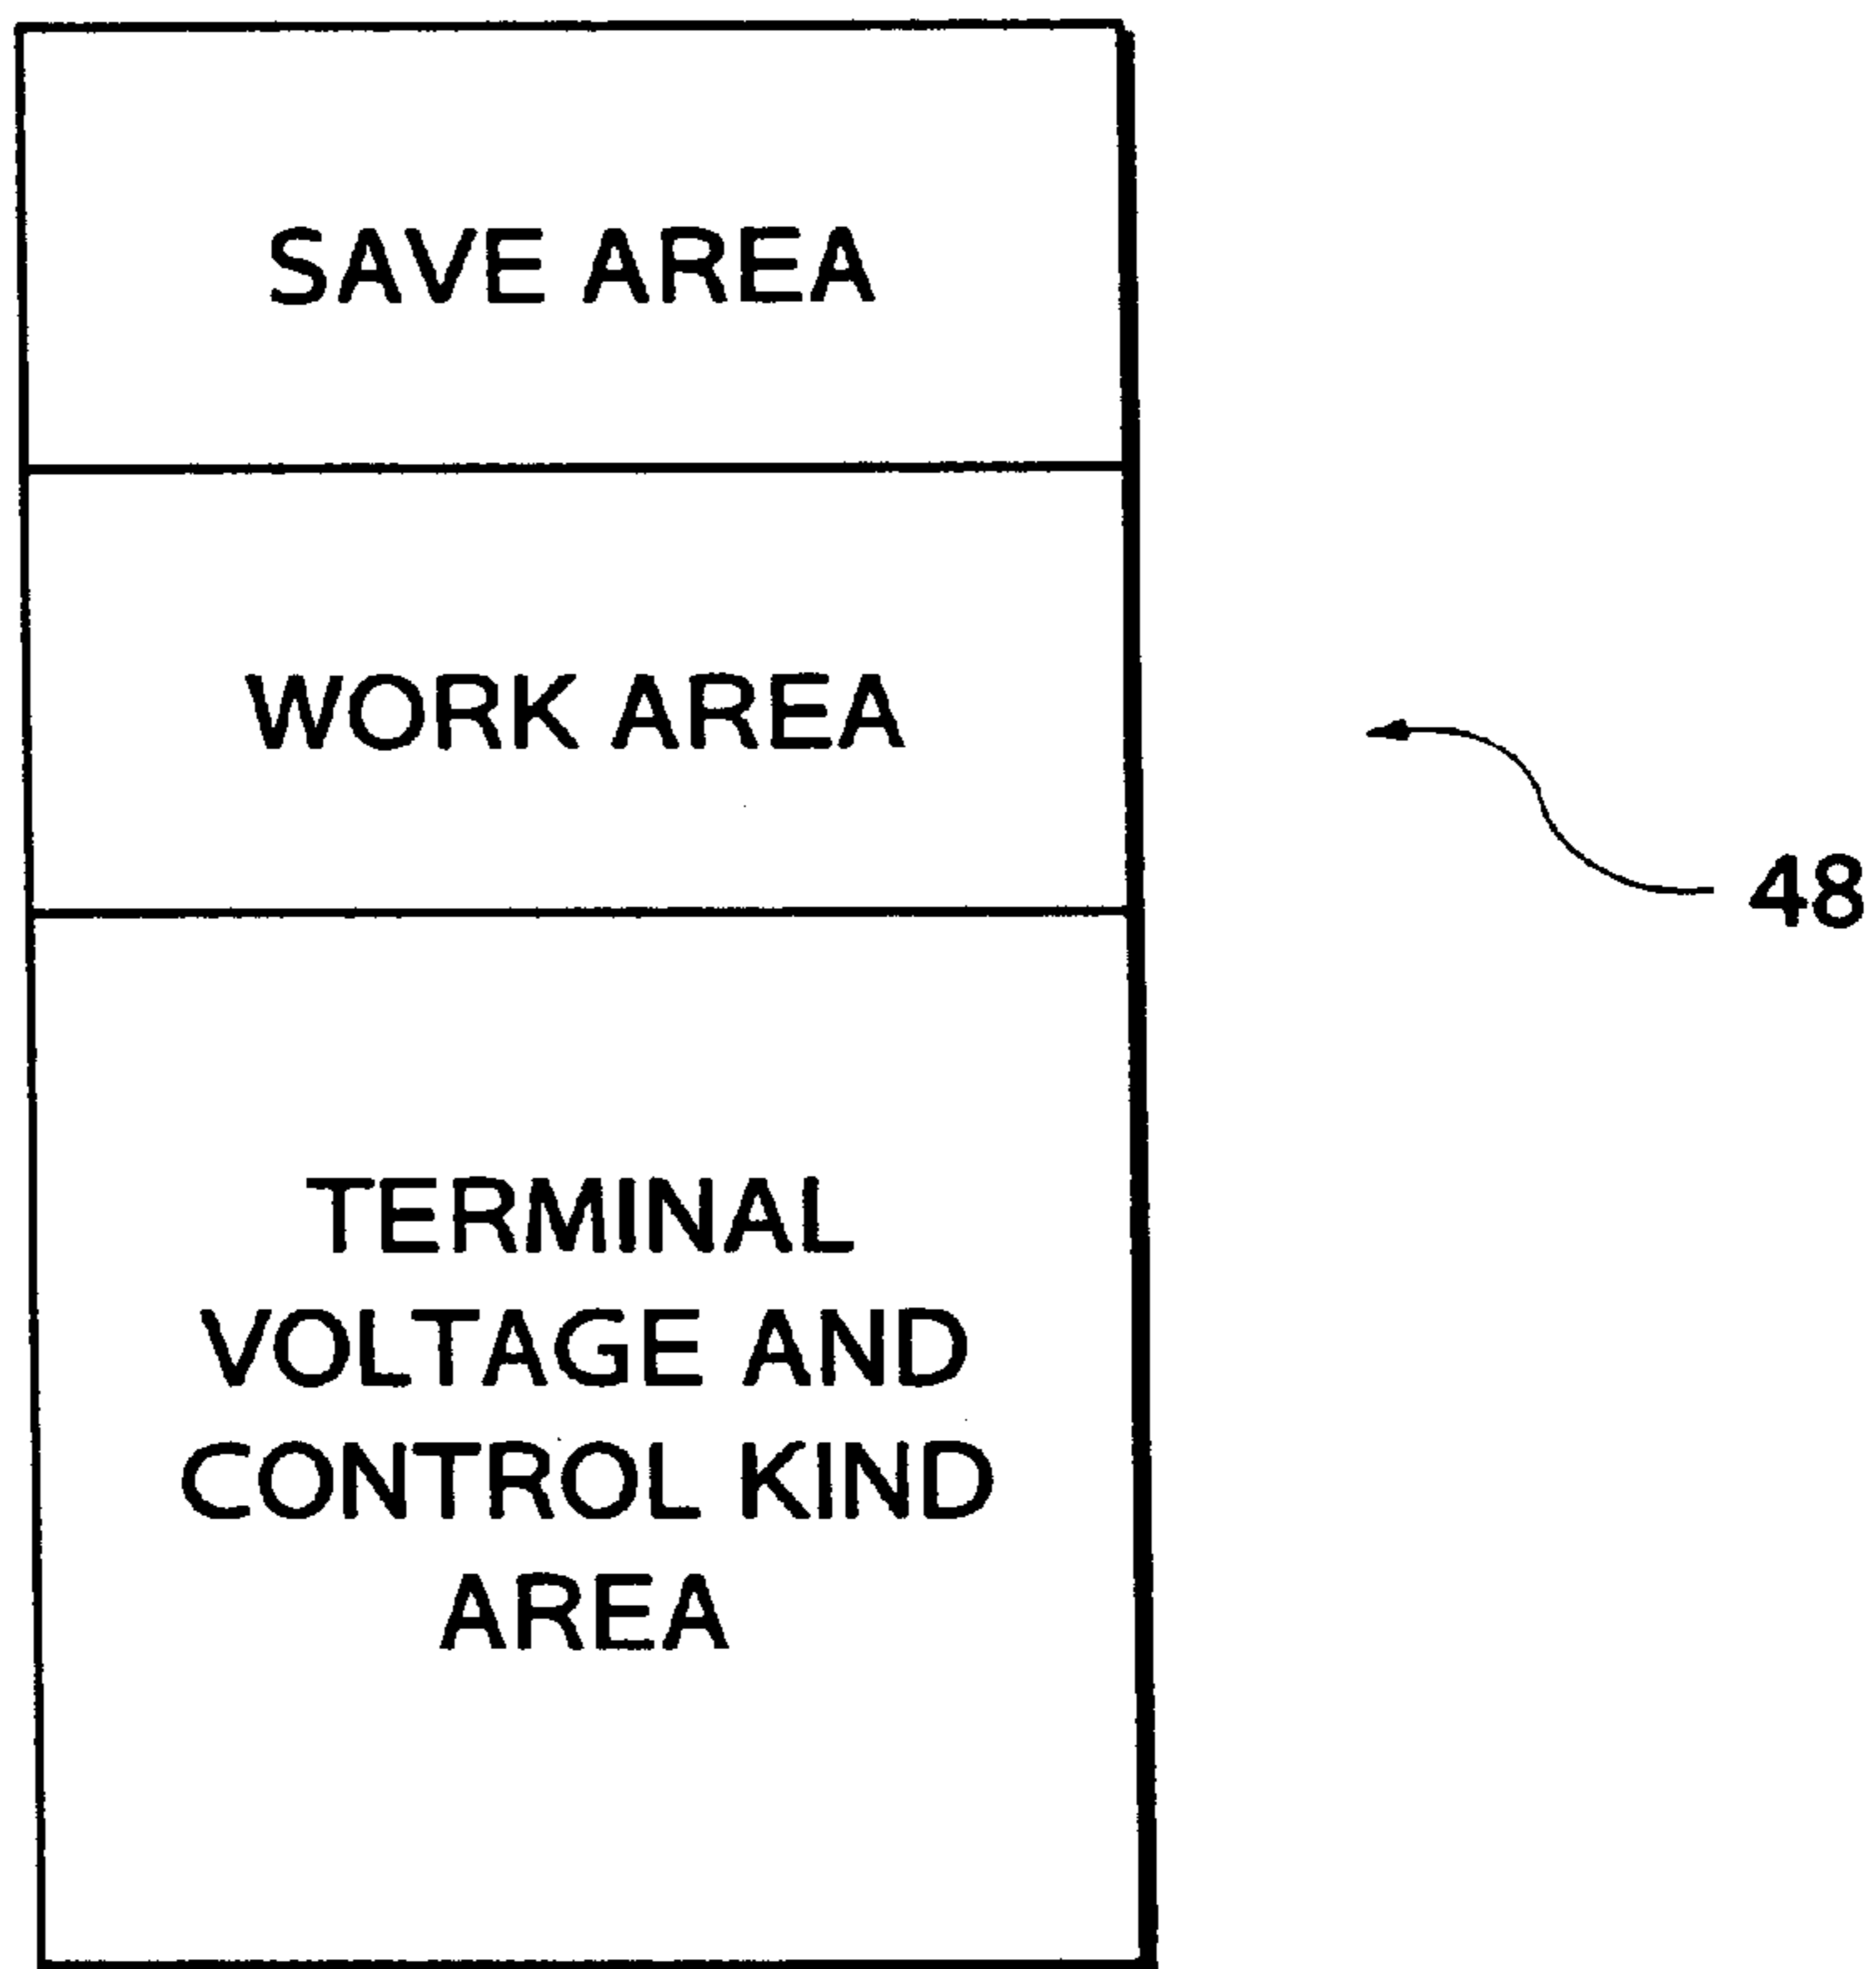 SAVE AREA
WORK AREA
48
TERMINAL
VOLTAGE AND
CONTROL KIND
AREA